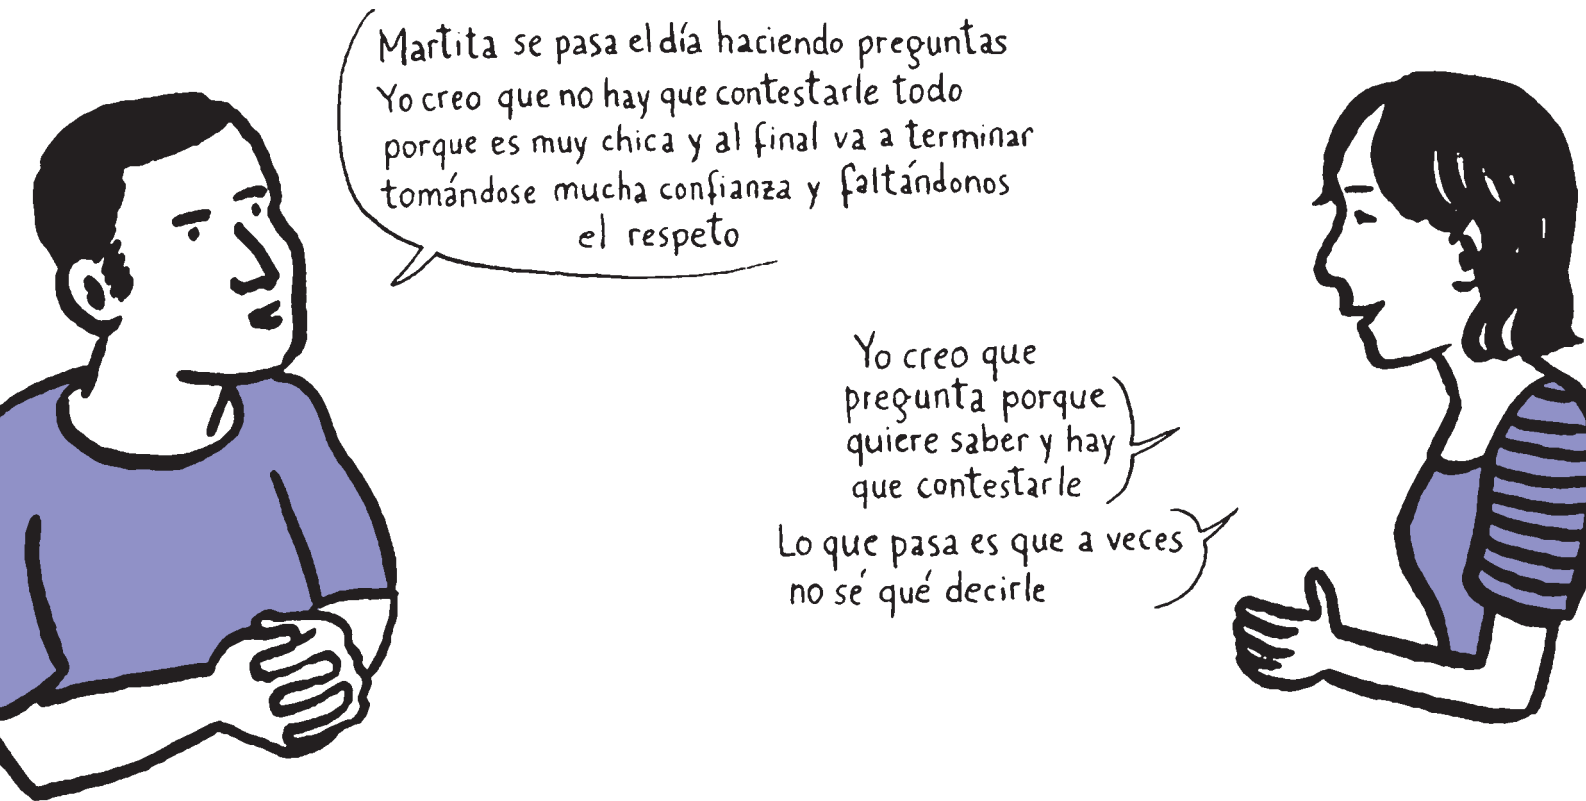 Martita se pasa el día haciendo preguntas
Yo creo que no hay que contestarle todo
porque es muy chica y al final va a terminar
tomándose mucha confianza y faltándonos
el respeto
Yo creo que
pregunta porque
quiere saber y hay
que contestarle
Lo que pasa es que a veces
no sé qué decirle